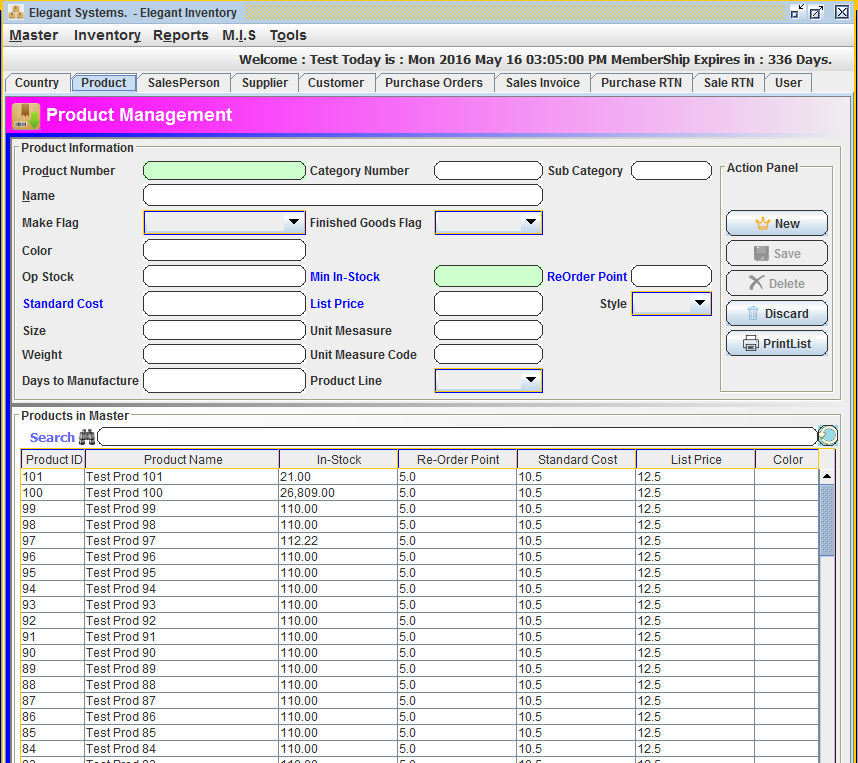 Elegant Systems. - Elegant Inventory
Master Inventory Reports M.I.S Tools
Welcome : Test Today is : Mon 2016 May 16 03:05:00 PM MemberShip Expires in : 336 Days.
Country Product SalesPerson Supplier Customer Purchase Orders Sales Invoice Purchase RTN Sale RTN User
Product Management
Product Information
Product Number Category Number Sub Category
Name
Make Flag Finished Goods Flag
Color
Op Stock Min In-Stock ReOrder Point
Standard Cost List Price Style
Size Unit Mesasure
Weight Unit Measure Code
Days to Manufacture Product Line
Action Panel
New
Save
Delete
Discard
PrintList
Products in Master
Search
Product ID Product Name In-Stock Re-Order Point Standard Cost List Price Color
101 Test Prod 101 21.00 5.0 10.5 12.5
100 Test Prod 100 26,809.00 5.0 10.5 12.5
99 Test Prod 99 110.00 5.0 10.5 12.5
98 Test Prod 98 110.00 5.0 10.5 12.5
97 Test Prod 97 112.22 5.0 10.5 12.5
96 Test Prod 96 110.00 5.0 10.5 12.5
95 Test Prod 95 110.00 5.0 10.5 12.5
94 Test Prod 94 110.00 5.0 10.5 12.5
93 Test Prod 93 110.00 5.0 10.5 12.5
92 Test Prod 92 110.00 5.0 10.5 12.5
91 Test Prod 91 110.00 5.0 10.5 12.5
90 Test Prod 90 110.00 5.0 10.5 12.5
89 Test Prod 89 110.00 5.0 10.5 12.5
88 Test Prod 88 110.00 5.0 10.5 12.5
87 Test Prod 87 110.00 5.0 10.5 12.5
86 Test Prod 86 110.00 5.0 10.5 12.5
85 Test Prod 85 110.00 5.0 10.5 12.5
84 Test Prod 84 110.00 5.0 10.5 12.5